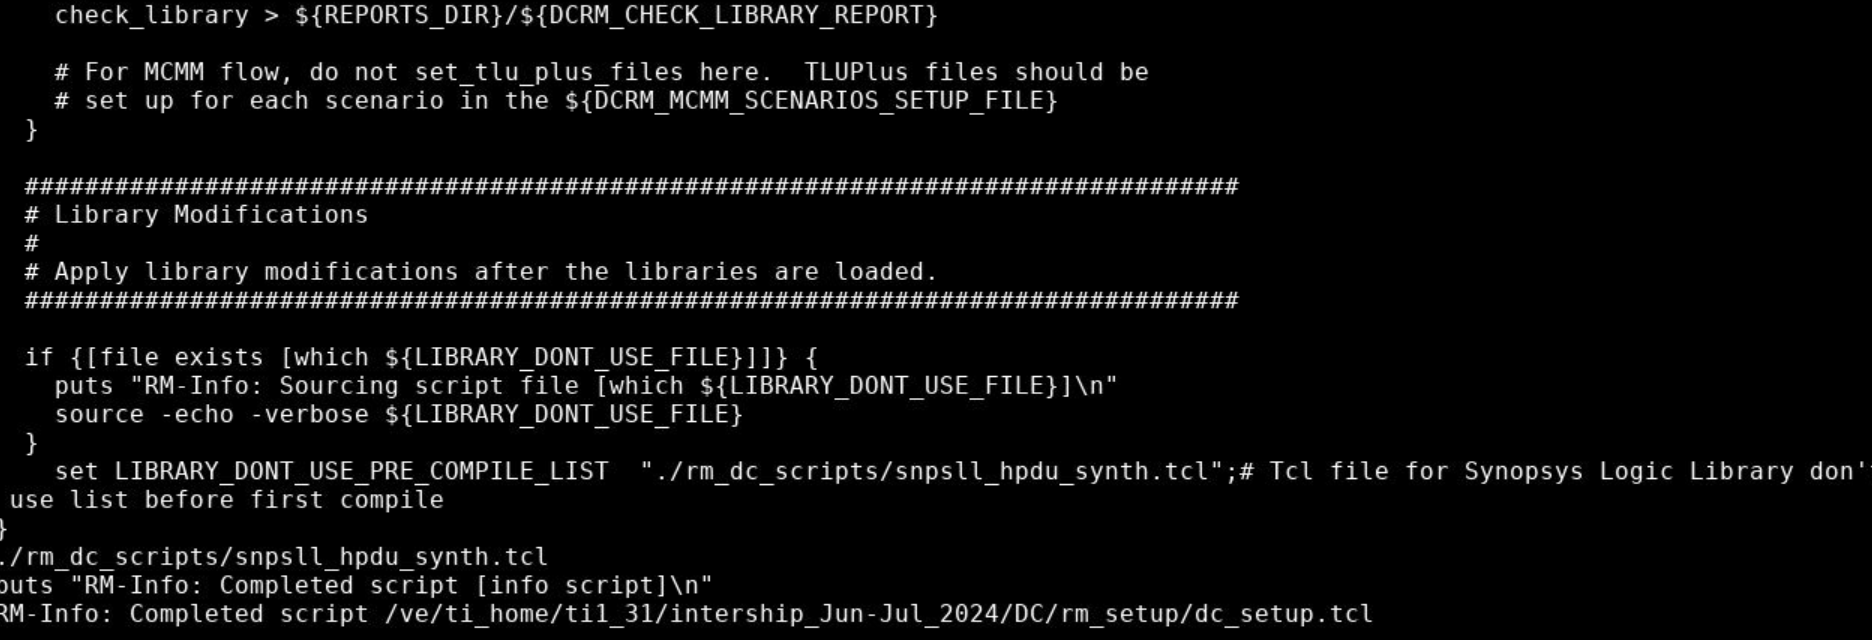 check_library > ${REPORTS_DIR}/${DCRM_CHECK_LIBRARY_REPORT}
# For MCMM flow, do not set_tlu_plus_files here.  TLUPlus files should be
# set up for each scenario in the ${DCRM_MCMM_SCENARIOS_SETUP_FILE}
}
#################################################################################
# Library Modifications
#
# Apply library modifications after the libraries are loaded.
#################################################################################
if {[file exists [which ${LIBRARY_DONT_USE_FILE}]]} {
puts "RM-Info: Sourcing script file [which ${LIBRARY_DONT_USE_FILE}]\n"
source -echo -verbose ${LIBRARY_DONT_USE_FILE}
}
set LIBRARY_DONT_USE_PRE_COMPILE_LIST  "./rm_dc_scripts/snpsll_hpdu_synth.tcl";# Tcl file for Synopsys Logic Library don't
use list before first compile
}
./rm_dc_scripts/snpsll_hpdu_synth.tcl
puts "RM-Info: Completed script [info script]\n"
RM-Info: Completed script /ve/ti_home/ti1_31/intership_Jun-Jul_2024/DC/rm_setup/dc_setup.tcl